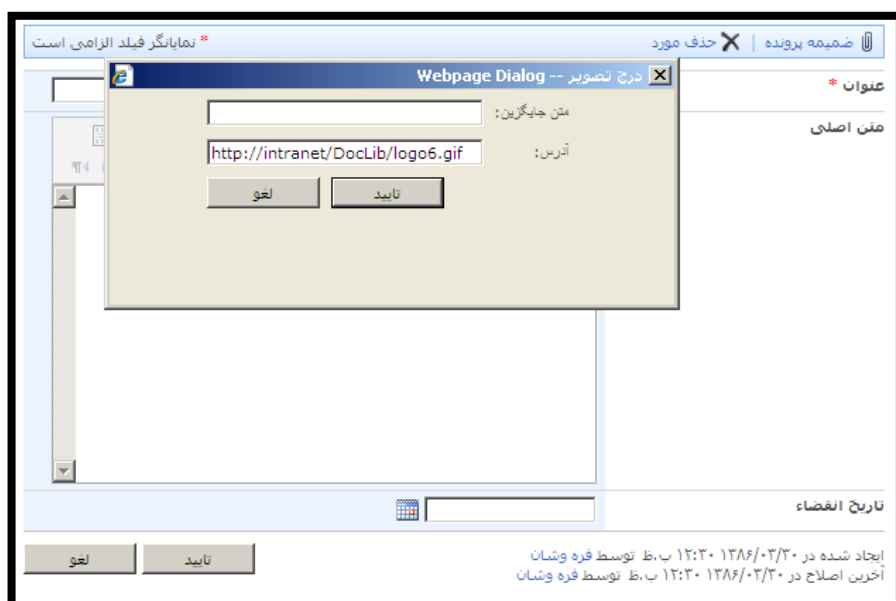 ضمیمه پرونده | حذف مورد
* نمایانگر فیلد الزامی است
درج تصویر -- Webpage Dialog
متن جایگزین:
آدرس:
http://intranet/DocLib/logo6.gif
تایید
لغو
عنوان *
متن اصلی
تاریخ انقضاء
ایجاد شده در ۱۳۸۶/۰۳/۳۰ ۱۲:۳۰ ب.ظ توسط فره وشان
آخرین اصلاح در ۱۳۸۶/۰۳/۳۰ ۱۲:۳۰ ب.ظ توسط فره وشان
تایید
لغو